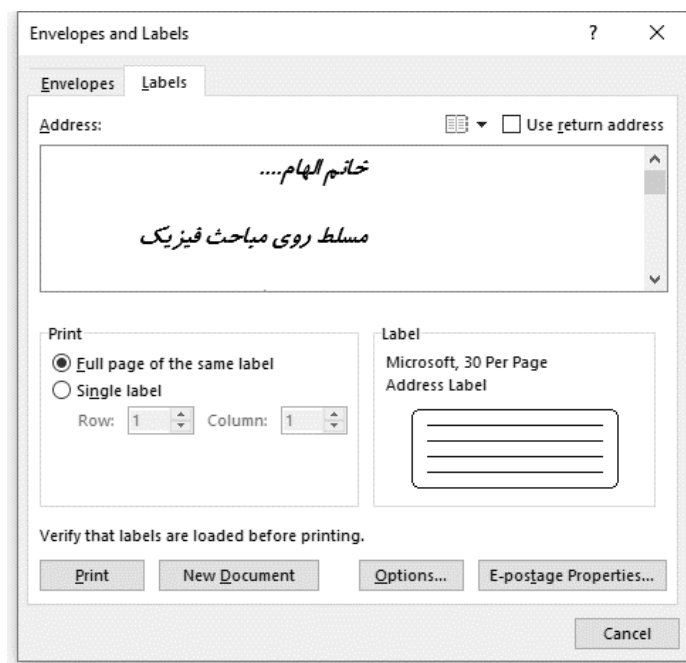 Envelopes and Labels
Envelopes
Labels
Address:
Use return address
خانم الهام....
مسلط روی مباحث فیزیک
Print
Full page of the same label
Single label
Row: 1 Column: 1
Label
Microsoft, 30 Per Page
Address Label
Verify that labels are loaded before printing.
Print
New Document
Options...
E-postage Properties...
Cancel